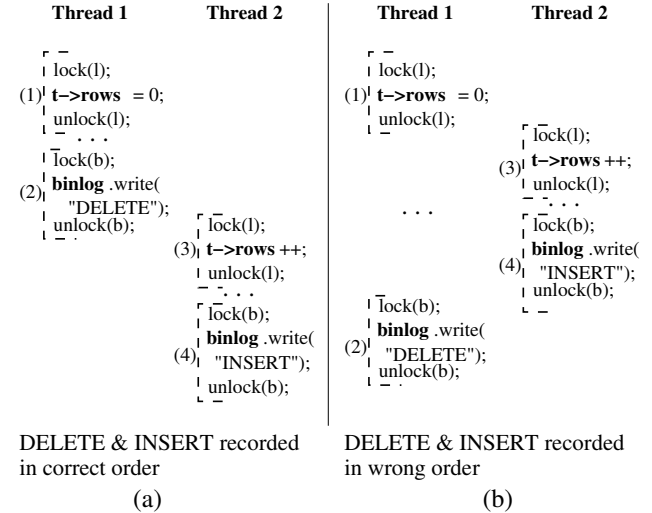 Thread 1
Thread 2
lock(l);
(1) t->rows = 0;
unlock(l);
. . .
lock(b);
(2) binlog .write(
"DELETE");
unlock(b);
lock(l);
(3) t->rows ++;
unlock(l);
. . .
lock(b);
binlog .write(
(4) "INSERT");
unlock(b);
DELETE & INSERT recorded
in correct order
(a)
Thread 1
Thread 2
lock(l);
(1) t->rows = 0;
unlock(l);
lock(l);
(3) t->rows ++;
unlock(l);
. . .
. . .
lock(b);
binlog .write(
(4) "INSERT");
unlock(b);
lock(b);
binlog .write(
(2) "DELETE");
unlock(b);
DELETE & INSERT recorded
in wrong order
(b)